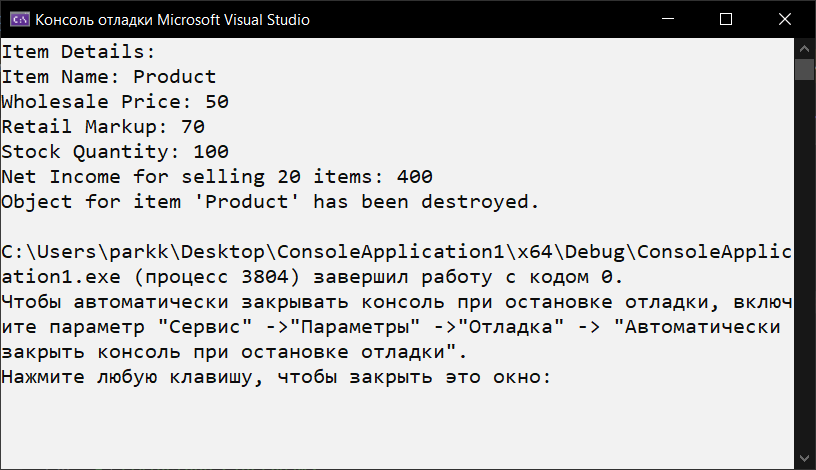 Консоль отладки Microsoft Visual Studio
Item Details:
Item Name: Product
Wholesale Price: 50
Retail Markup: 70
Stock Quantity: 100
Net Income for selling 20 items: 400
Object for item 'Product' has been destroyed.
C:\Users\parkk\Desktop\ConsoleApplication1\x64\Debug\ConsoleApplic
ation1.exe (процесс 3804) завершил работу с кодом 0.
Чтобы автоматически закрывать консоль при остановке отладки, включ
ите параметр "Сервис" ->"Параметры" ->"Отладка" -> "Автоматически
закрыть консоль при остановке отладки".
Нажмите любую клавишу, чтобы закрыть это окно: